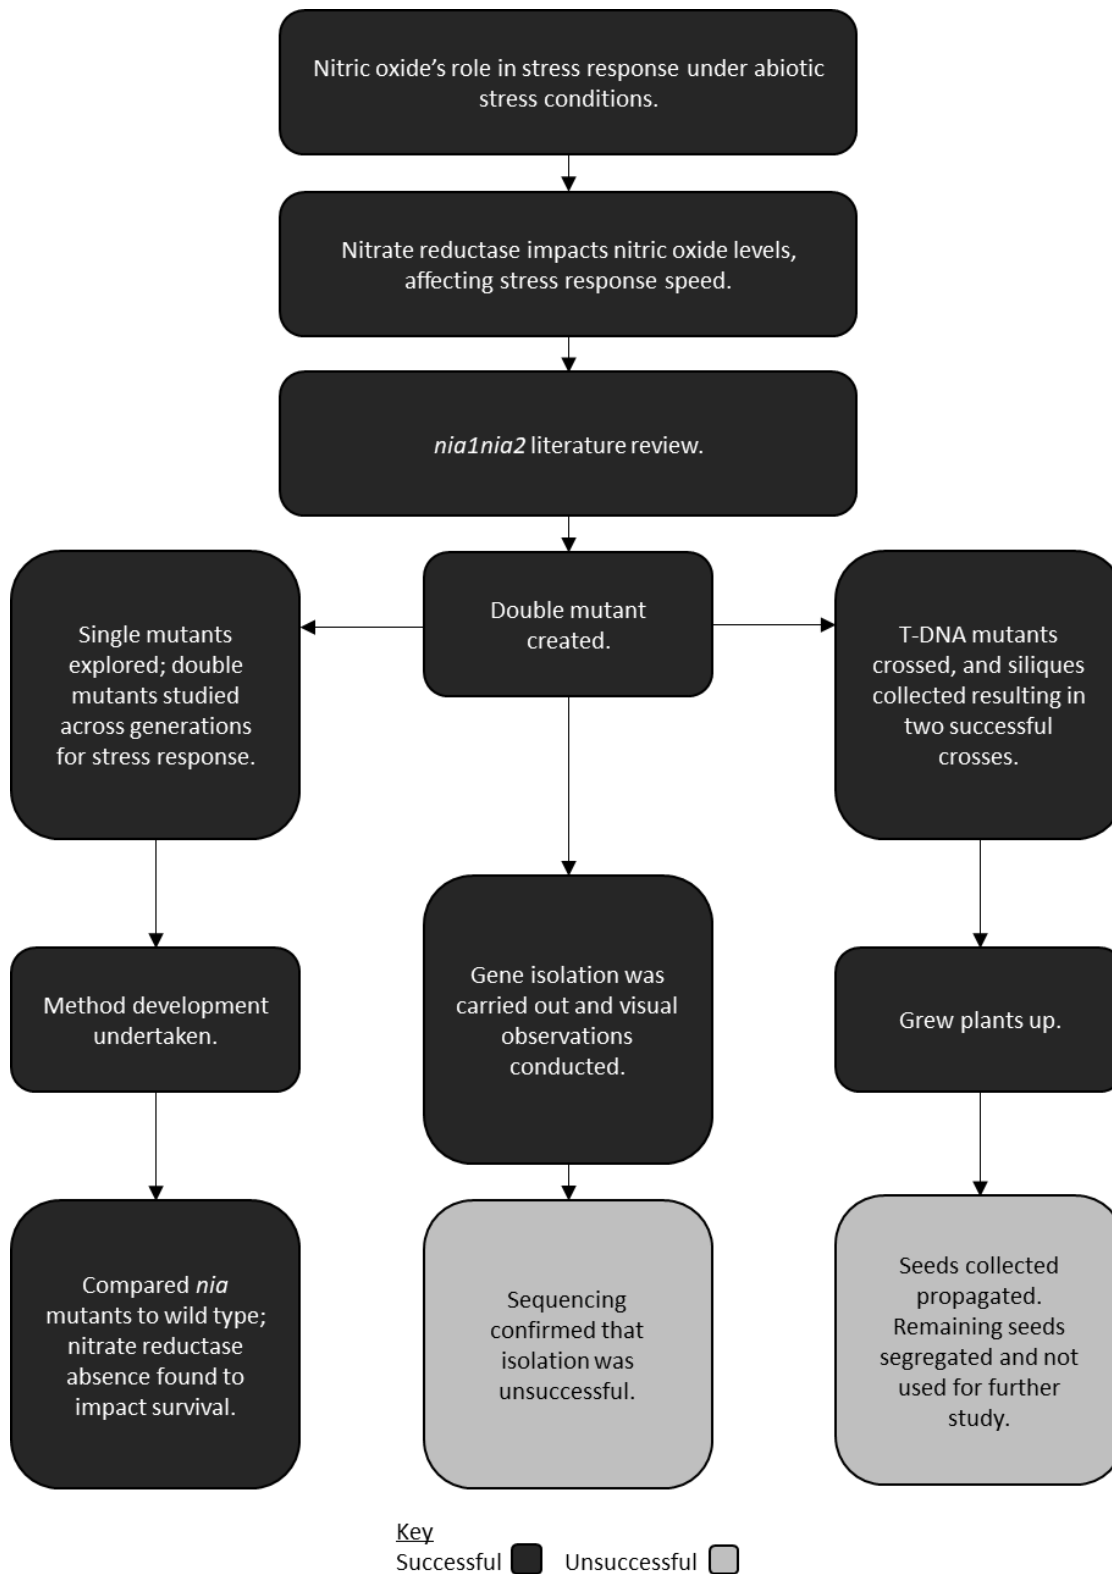 Nitric oxide’s role in stress response under abiotic
stress conditions.
Nitrate reductase impacts nitric oxide levels,
affecting stress response speed.
nia1nia2 literature review.
Double mutant
created.
Single mutants
explored; double
mutants studied
across generations
for stress response.
T-DNA mutants
crossed, and siliques
collected resulting in
two successful
crosses.
Method development
undertaken.
Gene isolation was
carried out and visual
observations
conducted.
Grew plants up.
Compared nia
mutants to wild type;
nitrate reductase
absence found to
impact survival.
Sequencing
confirmed that
isolation was
unsuccessful.
Seeds collected
propagated.
Remaining seeds
segregated and not
used for further
study.
Key
Successful Unsuccessful